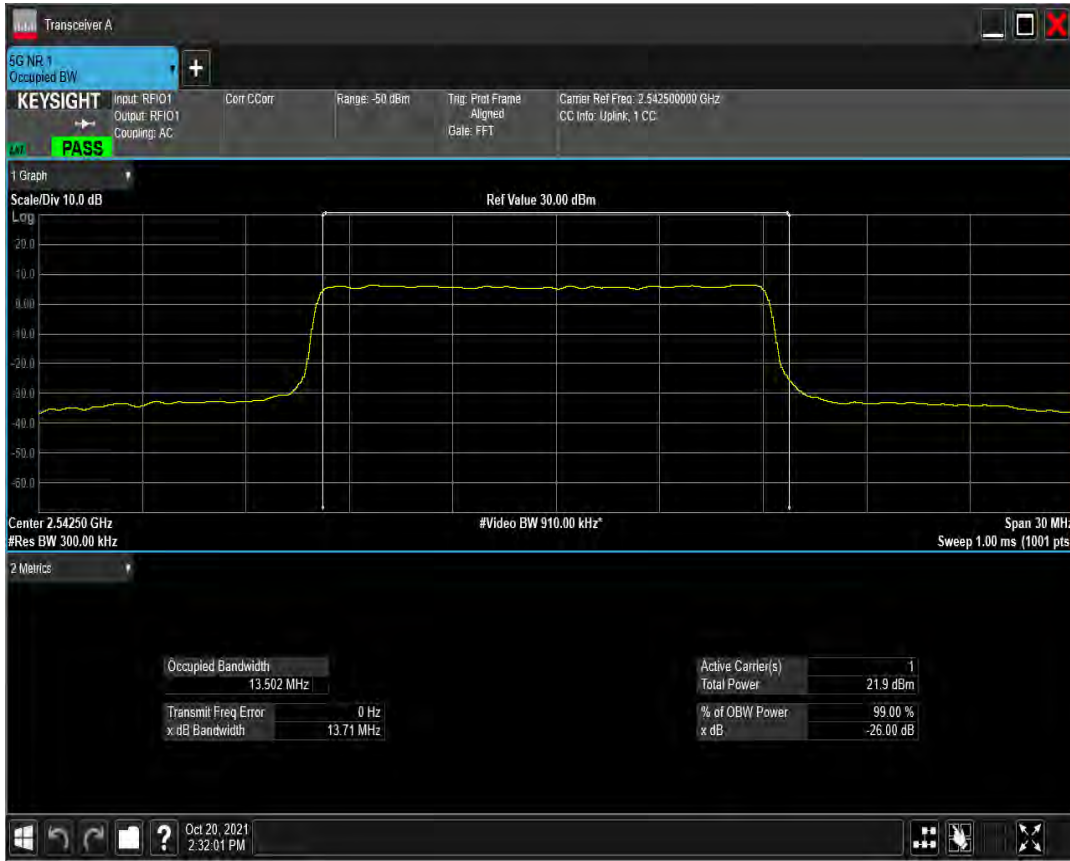 Transceiver A
5G NR 1
Occupied BW
+
KEYSIGHT
Input: RFIO1
Output: RFIO1
Coupling: AC
Corr CCorr
Range: -50 dBm
Trig: Prot Frame
Aligned
Gate: FFT
Carrier Ref Freq: 2.542500000 GHz
CC Info: Uplink, 1 CC
PASS
1 Graph
Scale/Div 10.0 dB
Ref Value 30.00 dBm
Log
20.0
10.0
0.00
-10.0
-20.0
-30.0
-40.0
-50.0
-60.0
Center 2.54250 GHz
#Video BW 910.00 kHz*
Span 30 MHz
#Res BW 300.00 kHz
Sweep 1.00 ms (1001 pts
2 Metrics
Occupied Bandwidth
13.502 MHz
Transmit Freq Error 0 Hz
x dB Bandwidth 13.71 MHz
Active Carrier(s) 1
Total Power 21.9 dBm
% of OBW Power 99.00 %
x dB -26.00 dB
?
Oct 20, 2021
2:32:01 PM